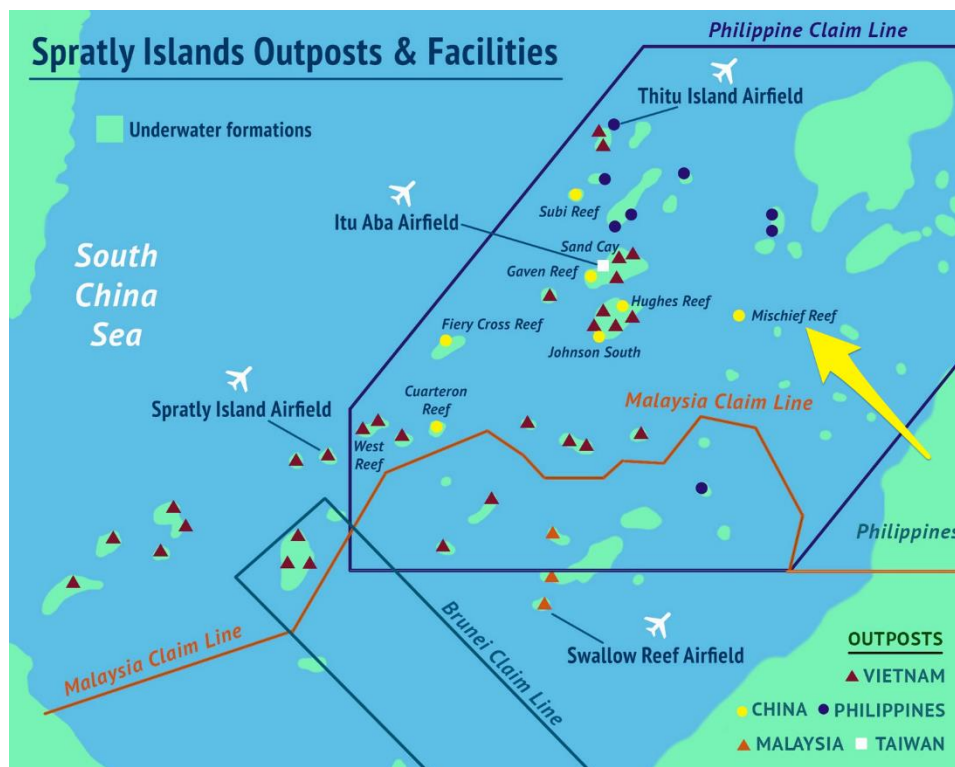 Spratly Islands Outposts & Facilities
Philippine Claim Line
Thitu Island Airfield
Underwater formations
Subi Reef
Itu Aba Airfield
Sand Cay
South
China
Sea
Gaven Reef
Hughes Reef
Mischief Reef
Fiery Cross Reef
Johnson South
Spratly Island Airfield
Cuarteron
Reef
Malaysia Claim Line
West
Reef
Philippines
Malaysia Claim Line
Brunei Claim Line
Swallow Reef Airfield
OUTPOSTS
VIETNAM
CHINA PHILIPPINES
MALAYSIA TAIWAN